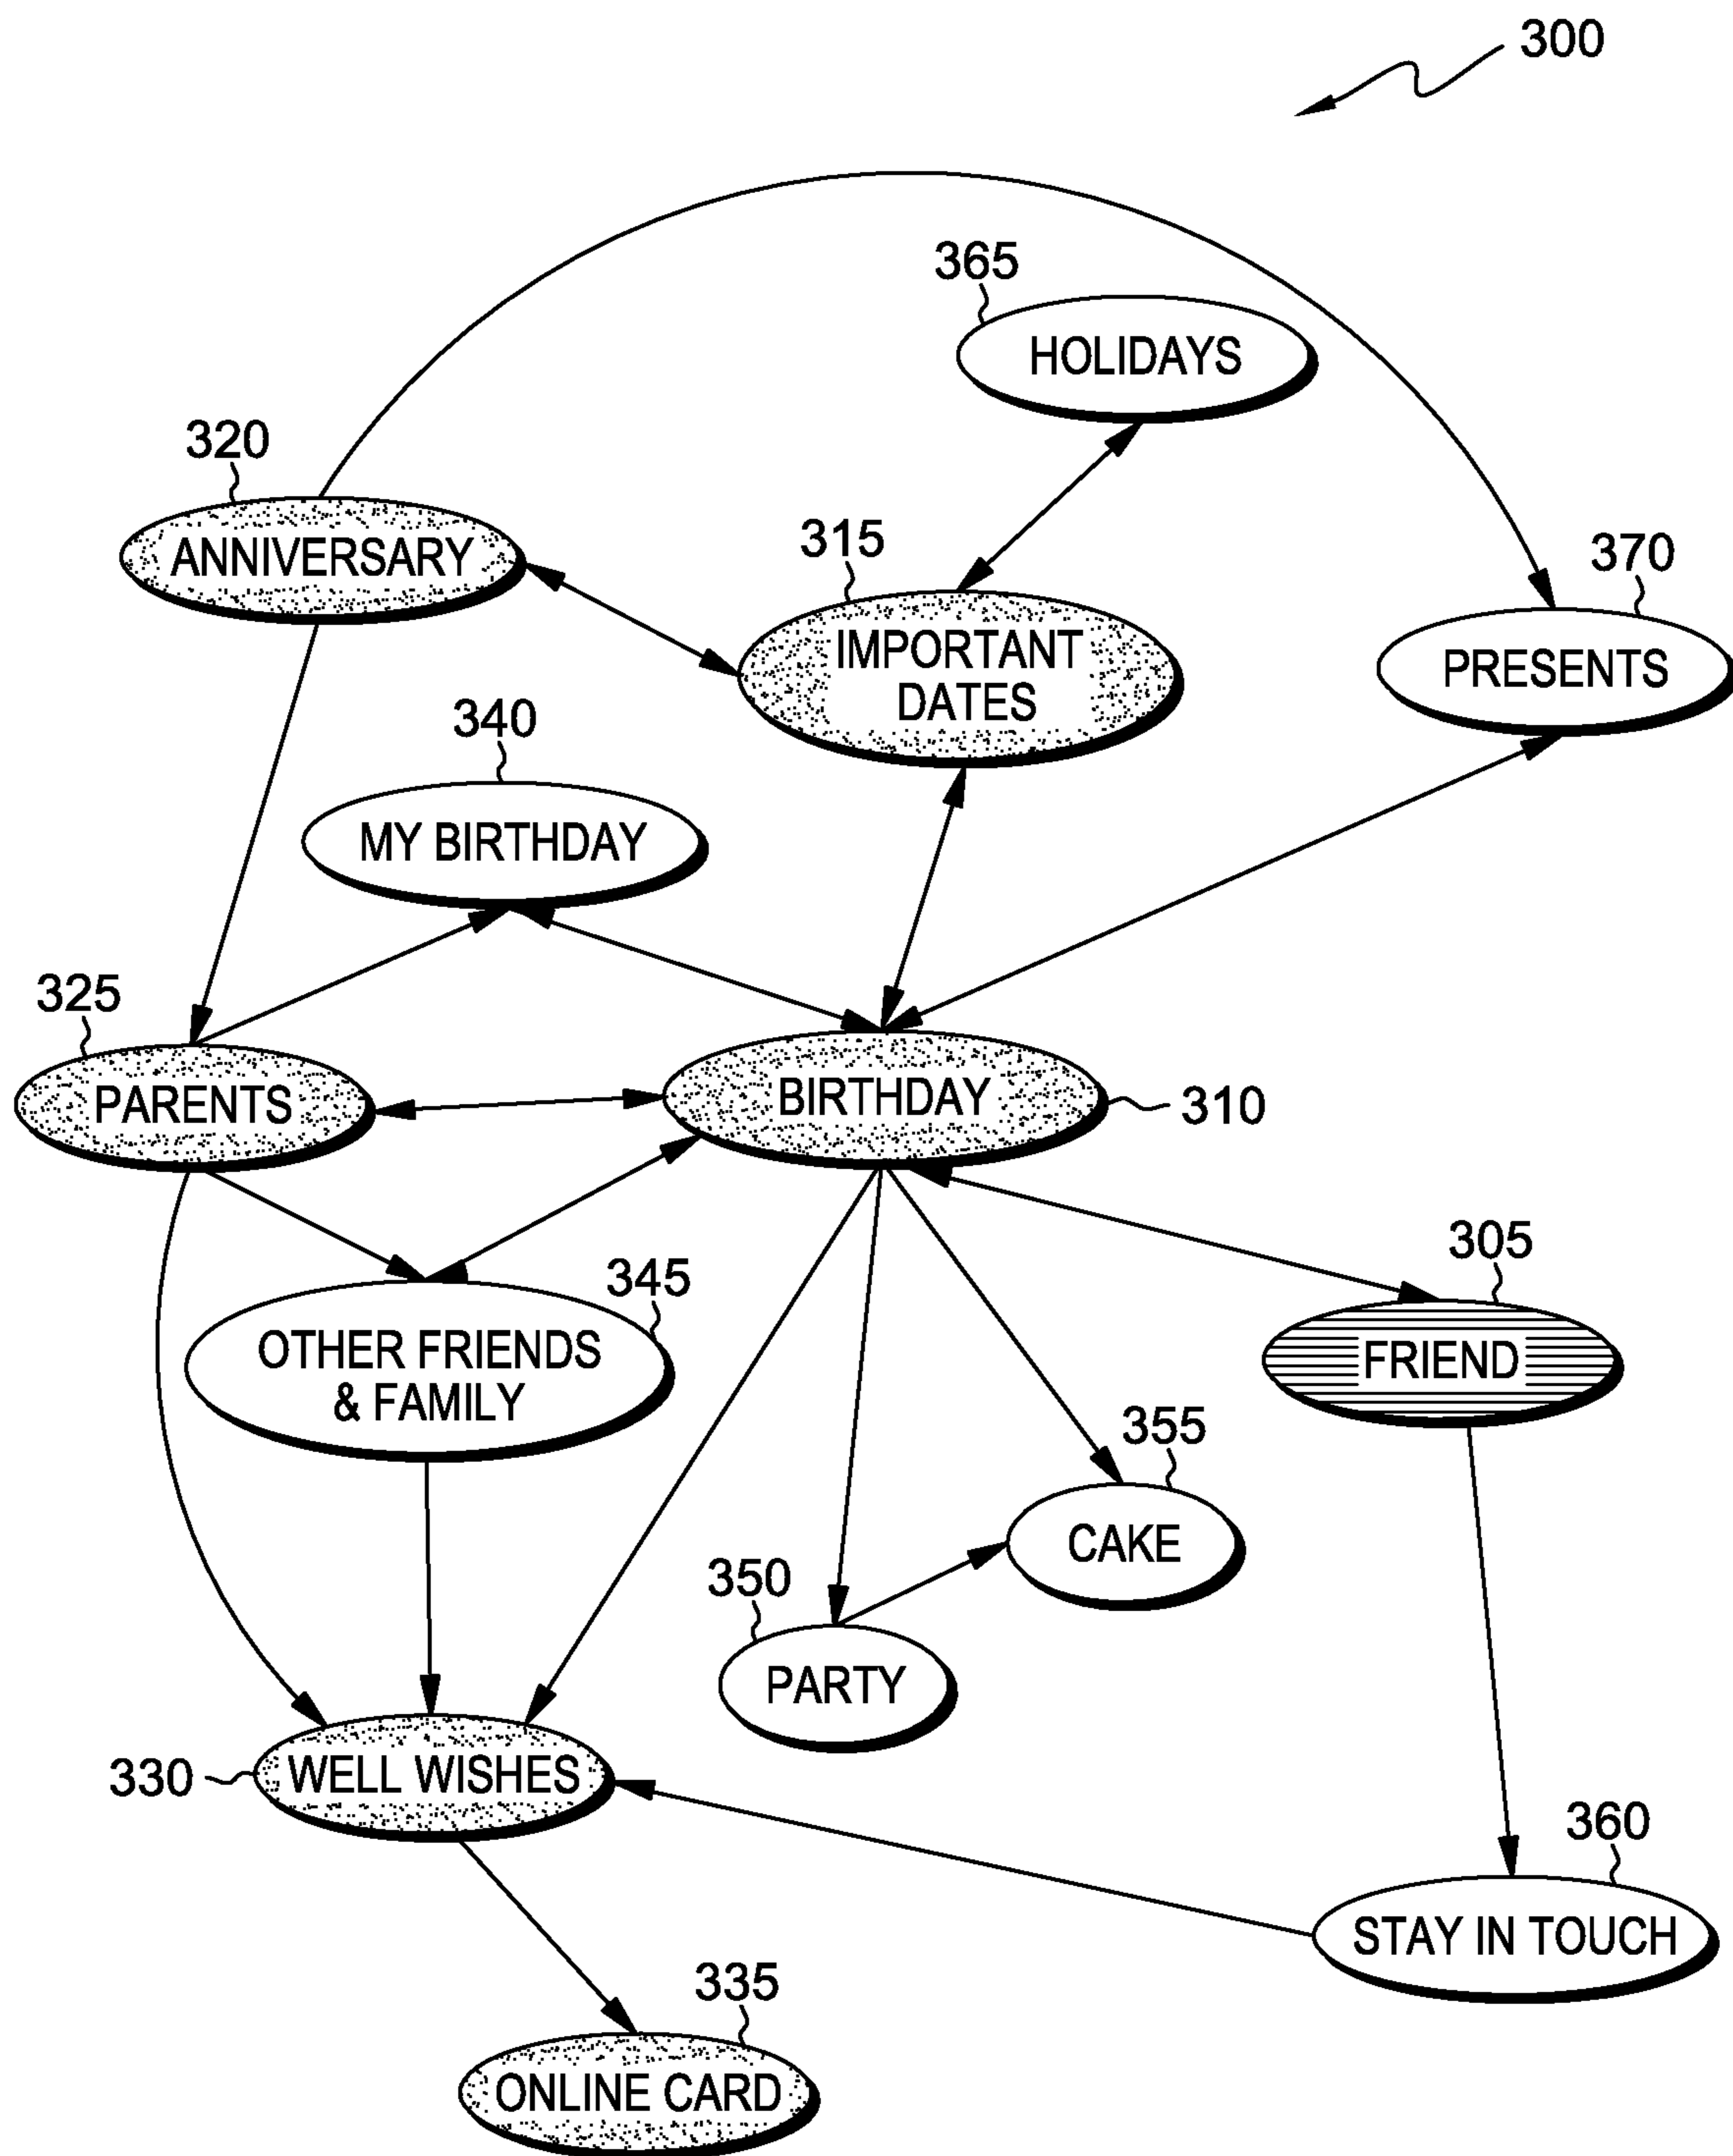 300
365
HOLIDAYS
320
ANNIVERSARY
315
IMPORTANT
DATES
370
PRESENTS
340
MY BIRTHDAY
325
PARENTS
BIRTHDAY
310
345
OTHER FRIENDS
& FAMILY
305
FRIEND
355
CAKE
350
PARTY
330
WELL WISHES
360
STAY IN TOUCH
335
ONLINE CARD